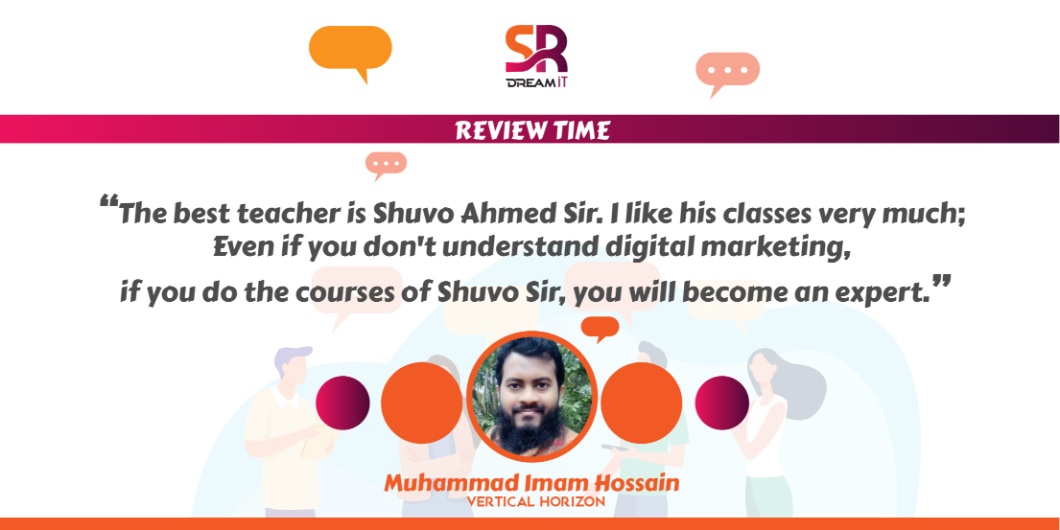 SR
DREAM IT
REVIEW TIME
“The best teacher is Shuvo Ahmed Sir. I like his classes very much;
Even if you don't understand digital marketing,
if you do the courses of Shuvo Sir, you will become an expert.”
Muhammad Imam Hossain
VERTICAL HORIZON